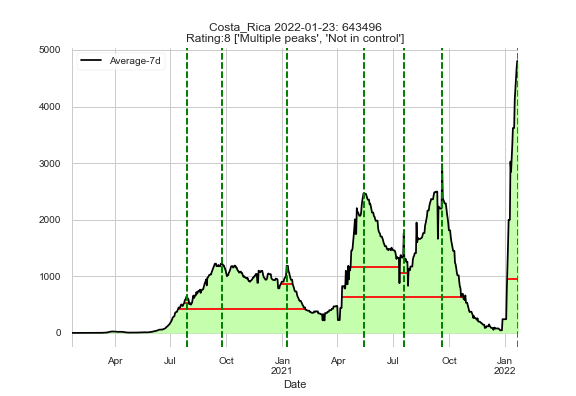 Costa_Rica 2022-01-23: 643496
Rating:8 ['Multiple peaks', 'Not in control']
Average-7d
5000
4000
3000
2000
1000
0
Apr Jul Oct Jan Apr Jul Oct Jan
2021 2022
Date